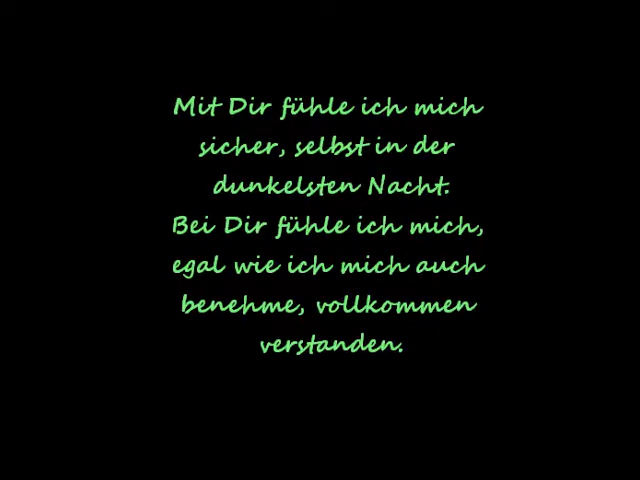 Mit Dir fühle ich mich
sicher, selbst in der
dunkelsten Nacht.
Bei Dir fühle ich mich,
egal wie ich mich auch
benehme, vollkommen
verstanden.